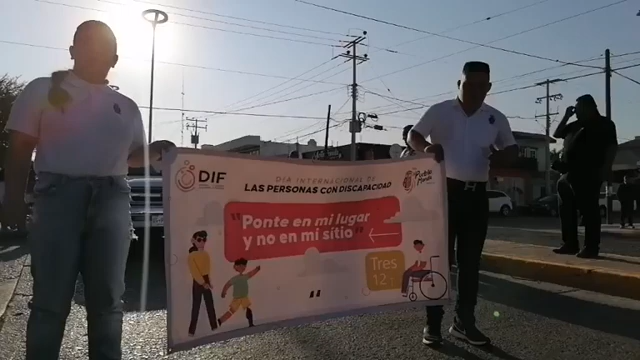 DIF
DIA INTERNACIONAL DE
LAS PERSONAS CON DISCAPACIDAD
"Ponte en mi lugar
y no en mi sitio"
Tres
12